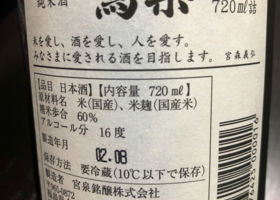 純米酒
寫樂
720㎖詰
米を愛し、酒を愛し、人を愛す。
みなさまに愛される酒を目指します。
宮森義弘
【品目 日本酒】【内容量 720㎖】
原材料名 米(国産)、米麹(国産米)
精米歩合 60%
アルコール分 16度
製造年月
02.08
保存方法 要冷蔵(10℃以下で保存)
製造者 宮泉銘醸株式会社
〒965-0872